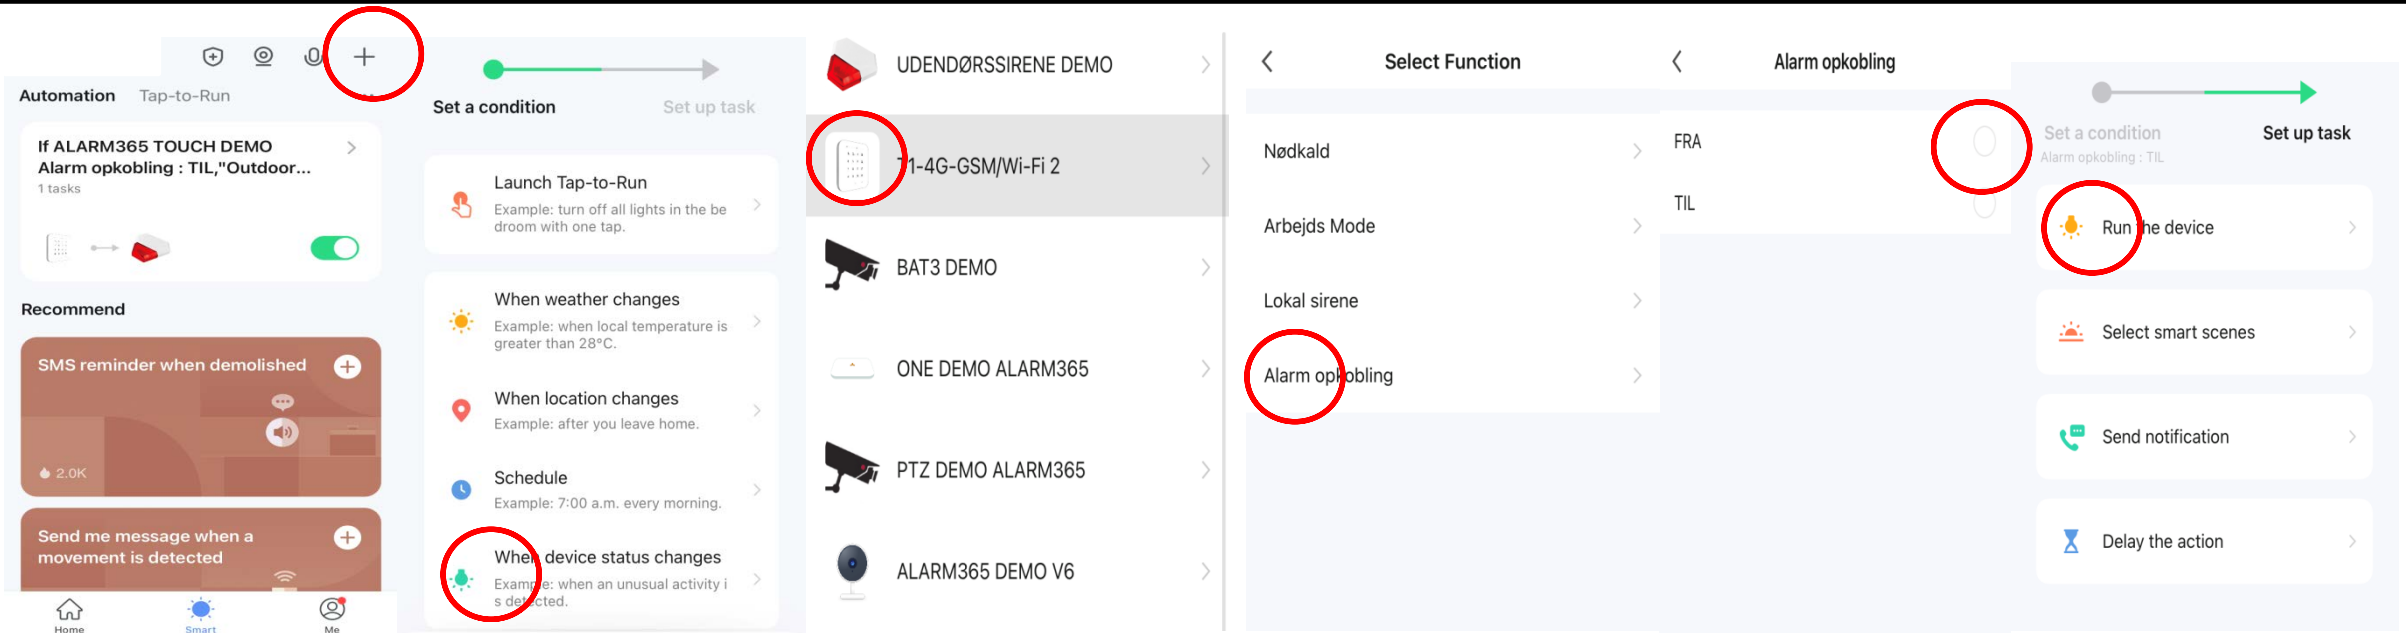 Automation Tap-to-Run
If ALARM365 TOUCH DEMO
Alarm opkobling : TIL,"Outdoor...
1 tasks
Recommend
SMS reminder when demolished
2.0K
Send me message when a
movement is detected
Home Smart Me
Set a condition Set up task
Launch Tap-to-Run
Example: turn off all lights in the be
droom with one tap.
When weather changes
Example: when local temperature is
greater than 28°C.
When location changes
Example: after you leave home.
Schedule
Example: 7:00 a.m. every morning.
When device status changes
Example: when an unusual activity i
s detected.
UDENDØRSSIRENE DEMO
T1-4G-GSM/Wi-Fi 2
BAT3 DEMO
ONE DEMO ALARM365
PTZ DEMO ALARM365
ALARM365 DEMO V6
Select Function
Nødkald
Arbejds Mode
Lokal sirene
Alarm opkobling
Alarm opkobling
FRA
TIL
Set a condition Set up task
Alarm opkobling : TIL
Run the device
Select smart scenes
Send notification
Delay the action